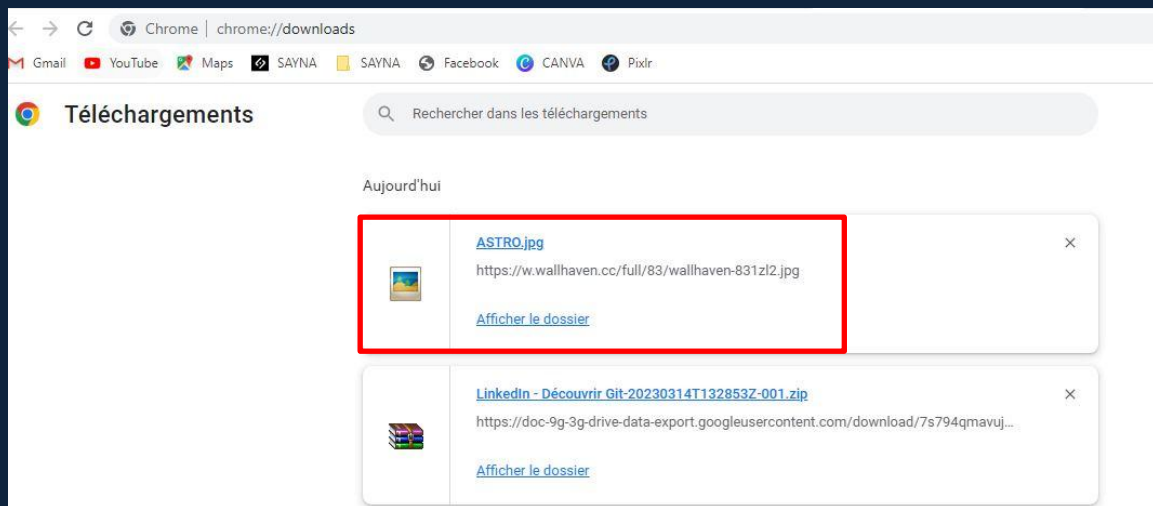 Chrome | chrome://downloads
Gmail YouTube Maps SAYNA SAYNA Facebook CANVA Pixlr
Téléchargements
Rechercher dans les téléchargements
Aujourd'hui
ASTRO.jpg
https://w.wallhaven.cc/full/83/wallhaven-831zl2.jpg
Afficher le dossier
LinkedIn - Découvrir Git-20230314T132853Z-001.zip
https://doc-9g-3g-drive-data-export.googleusercontent.com/download/7s794qmavuj...
Afficher le dossier